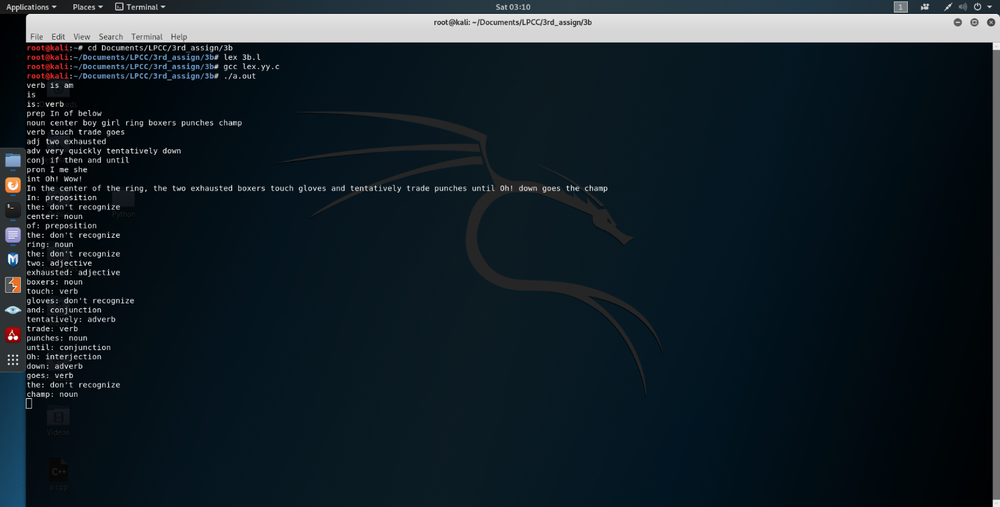 Applications Places Terminal Sat 03:10 1
root@kali: ~/Documents/LPCC/3rd_assign/3b
File Edit View Search Terminal Help
root@kali:~# cd Documents/LPCC/3rd_assign/3b
root@kali:~/Documents/LPCC/3rd_assign/3b# lex 3b.l
root@kali:~/Documents/LPCC/3rd_assign/3b# gcc lex.yy.c
root@kali:~/Documents/LPCC/3rd_assign/3b# ./a.out
verb is am
is
is: verb
prep In of below
noun center boy girl ring boxers punches champ
verb touch trade goes
adj two exhausted
adv very quickly tentatively down
conj if then and until
pron I me she
int Oh! Wow!
In the center of the ring, the two exhausted boxers touch gloves and tentatively trade punches until Oh! down goes the champ
In: preposition
the: don't recognize
center: noun
of: preposition
the: don't recognize
ring: noun
the: don't recognize
two: adjective
exhausted: adjective
boxers: noun
touch: verb
gloves: don't recognize
and: conjunction
tentatively: adverb
trade: verb
punches: noun
until: conjunction
Oh: interjection
down: adverb
goes: verb
the: don't recognize
champ: noun
Python
Videos
C++
a.cpp